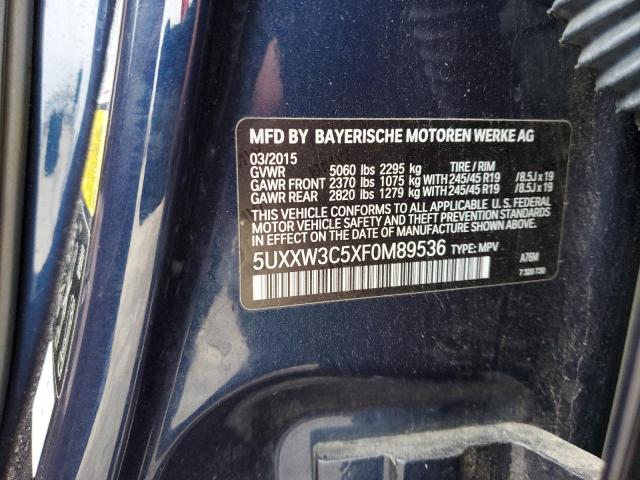 MFD BY BAYERISCHE MOTOREN WERKE AG
03/2015
GVWR 5060 lbs 2295 kg TIRE / RIM
GAWR FRONT 2370 lbs 1075 kg WITH 245/45 R19 /8.5J x 19
GAWR REAR 2820 lbs 1279 kg WITH 245/45 R19 /8.5J x 19
THIS VEHICLE CONFORMS TO ALL APPLICABLE U.S. FEDERAL
MOTOR VEHICLE SAFETY AND THEFT PREVENTION STANDARDS
IN EFFECT ON THE DATE OF MANUFACTURE SHOWN ABOVE.
5UXXW3C5XF0M89536 TYPE: MPV
A76M
7 320 730